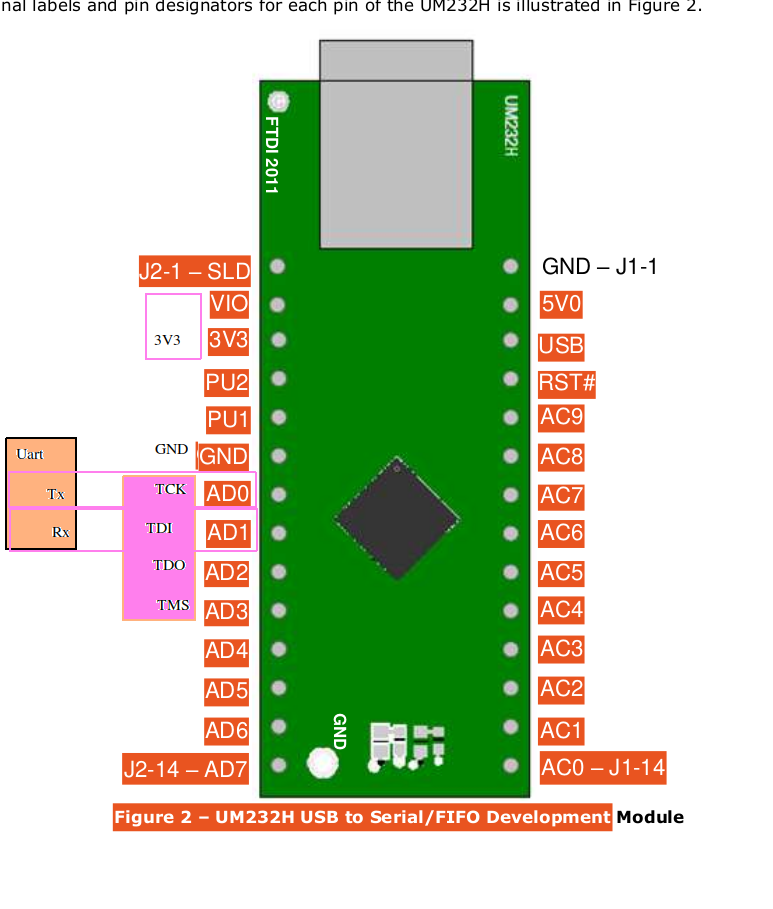 nal labels and pin designators for each pin of the UM232H is illustrated in Figure 2.
FTDI 2011
UM232H
J2-1 – SLD
GND – J1-1
VIO
5V0
3V3
3V3
USB
PU2
RST#
PU1
AC9
Uart
GND
GND
AC8
Tx
TCK
AD0
AC7
Rx
TDI
AD1
AC6
TDO
AD2
AC5
TMS
AD3
AC4
AD4
AC3
AD5
AC2
AD6
GND
AC1
J2-14 – AD7
AC0 – J1-14
Figure 2 – UM232H USB to Serial/FIFO Development Module